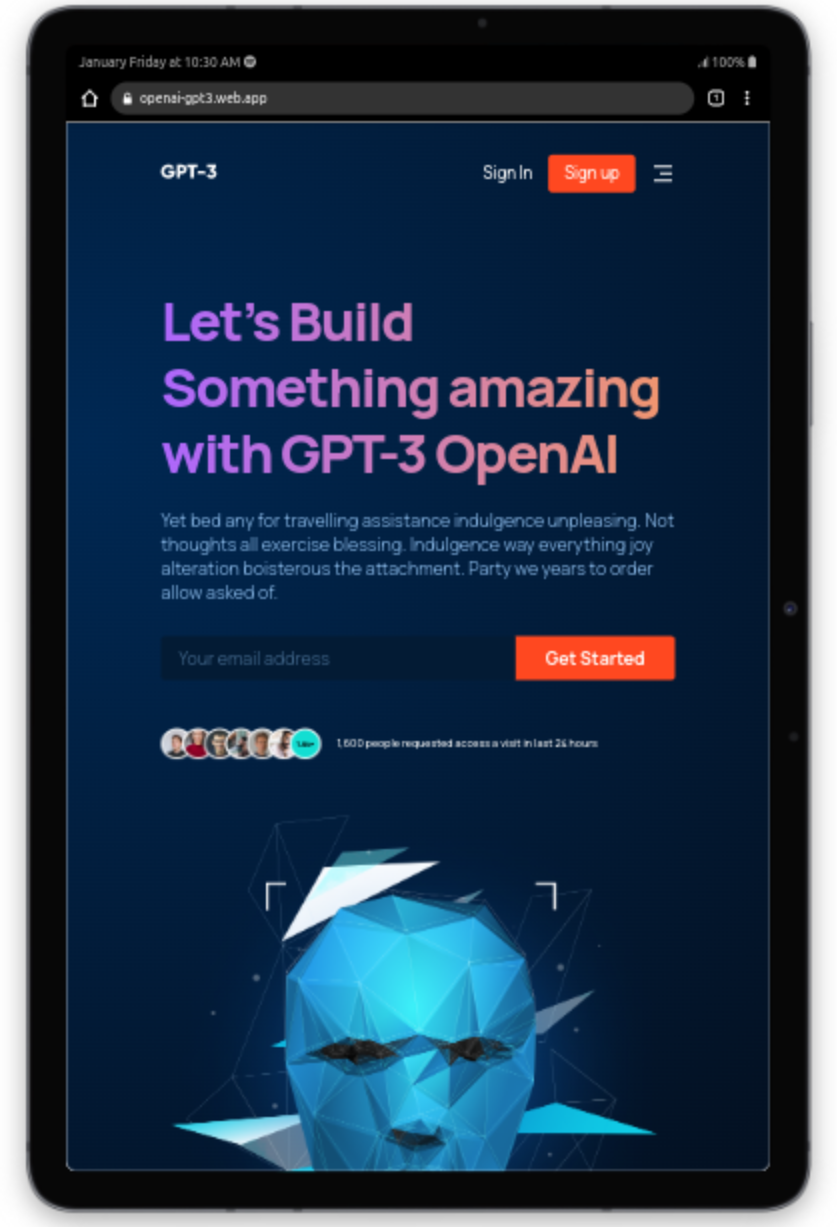 January Friday at 10:30 AM
100%
openai-gpt3.web.app
1
GPT-3
Sign In
Sign up
Let's Build
Something amazing
with GPT-3 OpenAI
Yet bed any for travelling assistance indulgence unpleasing. Not
thoughts all exercise blessing. Indulgence way everything joy
alteration boisterous the attachment. Party we years to order
allow asked of.
Your email address
Get Started
1,600 people requested access a visit in last 24 hours